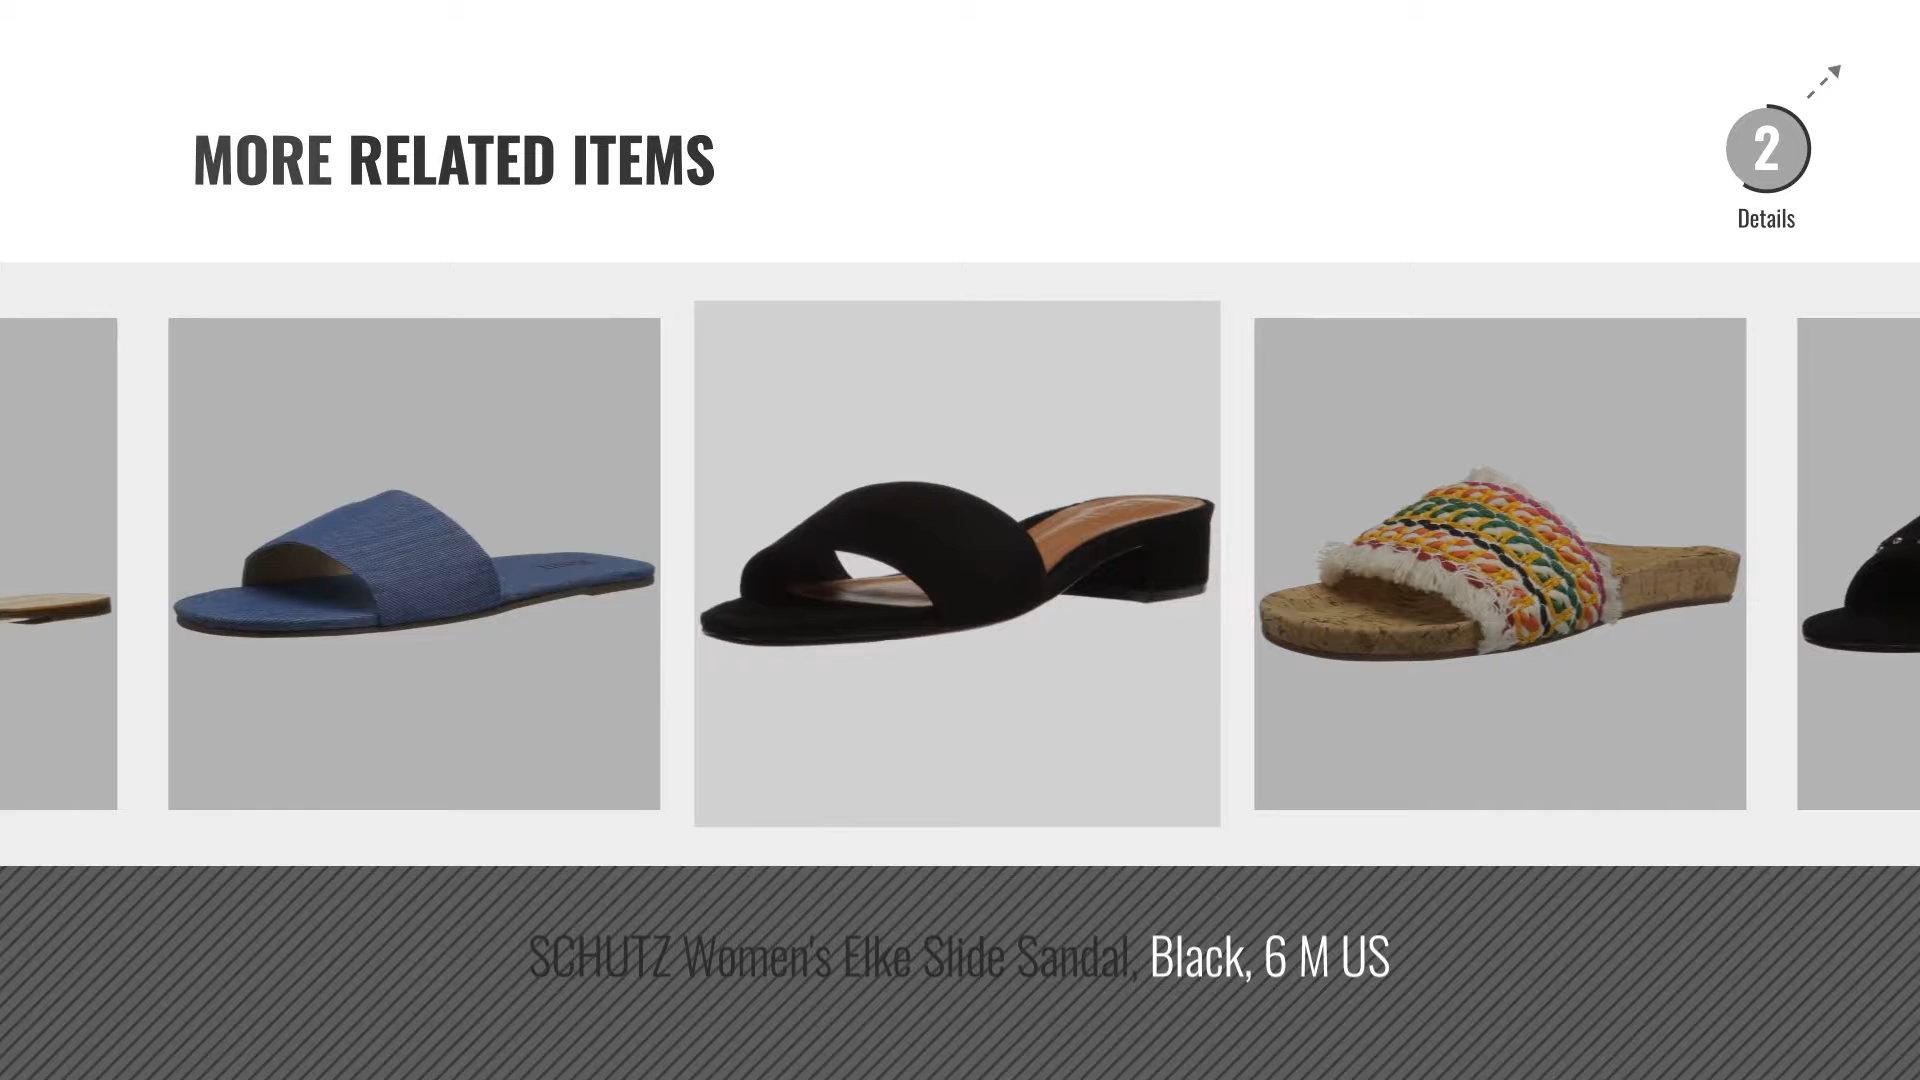 MORE RELATED ITEMS
2
Details
SCHUTZ Women's Elke Slide Sandal, Black, 6 M US